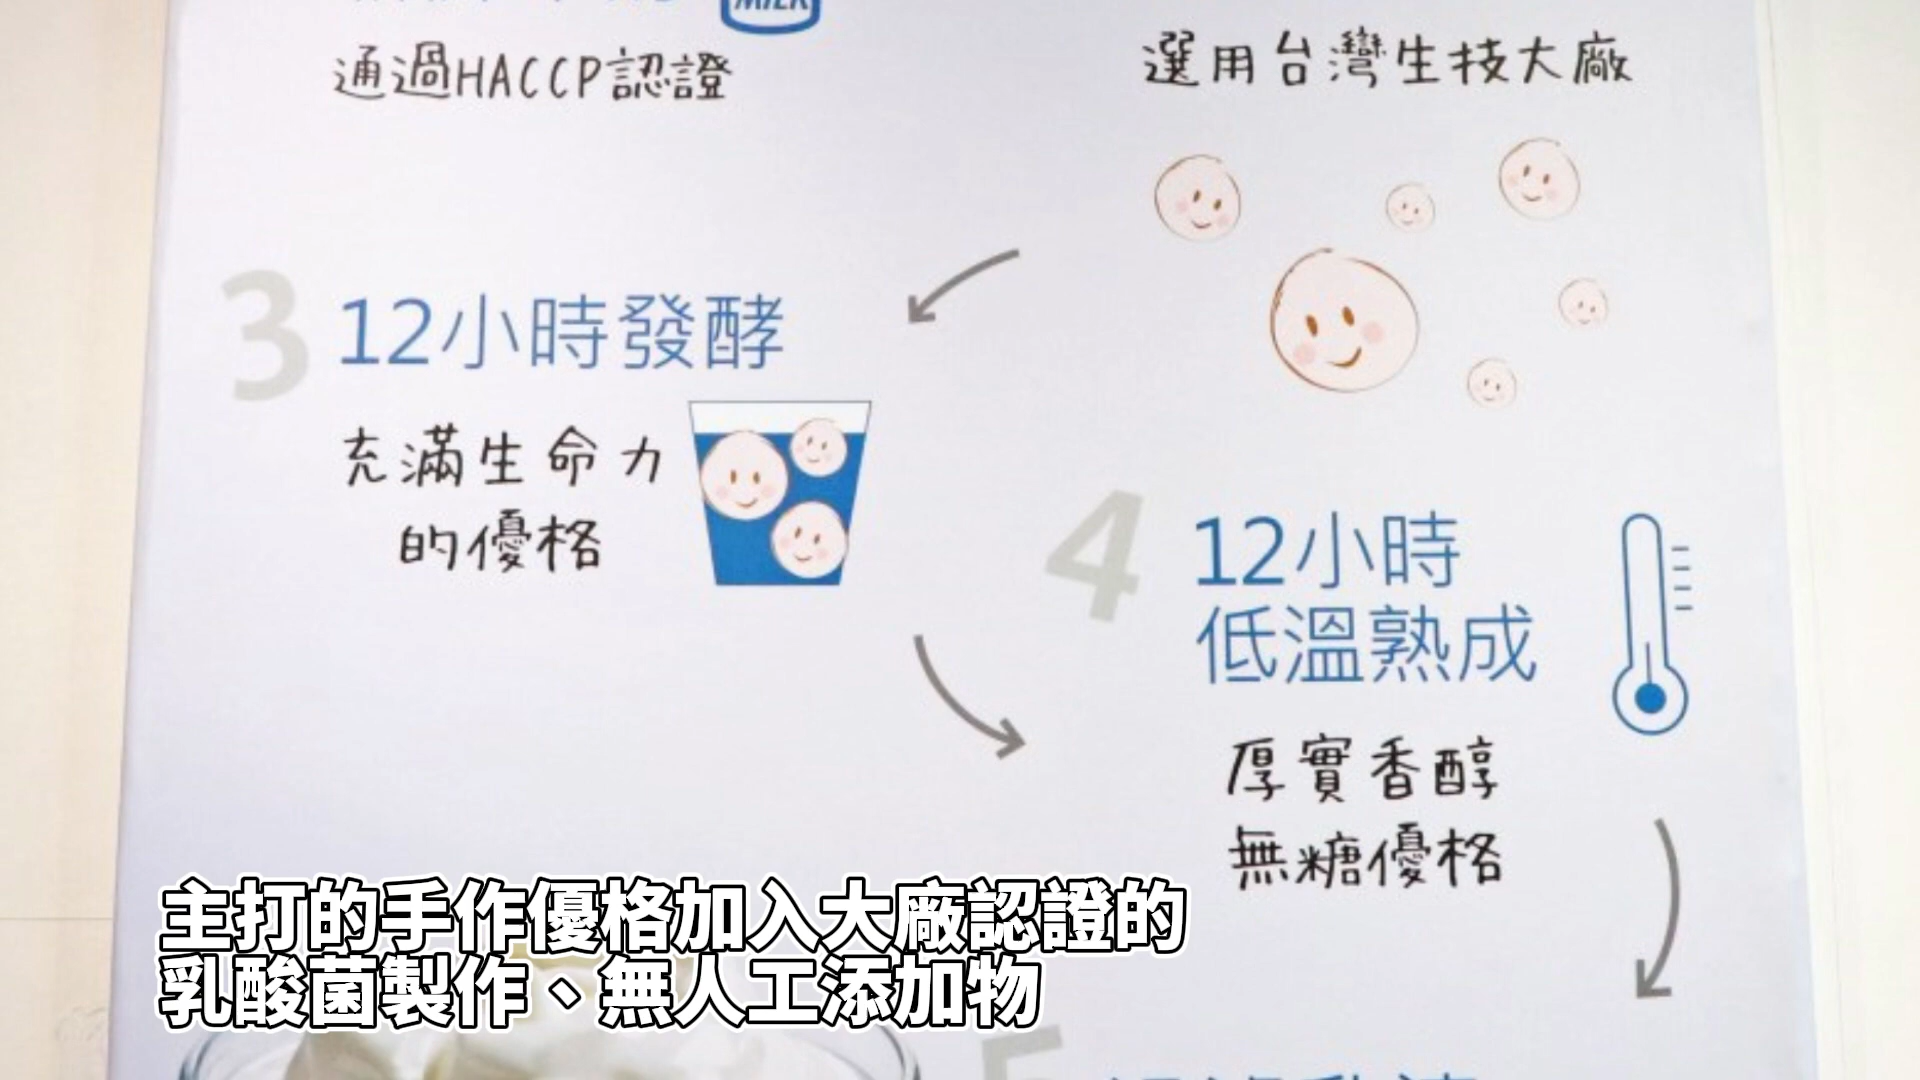 MILK
通過HACCP認證
選用台灣生技大廠
3
12小時發酵
充滿生命力
的優格
4
12小時
低溫熟成
厚實香醇
無糖優格
主打的手作優格加入大廠認證的
乳酸菌製作、無人工添加物
5